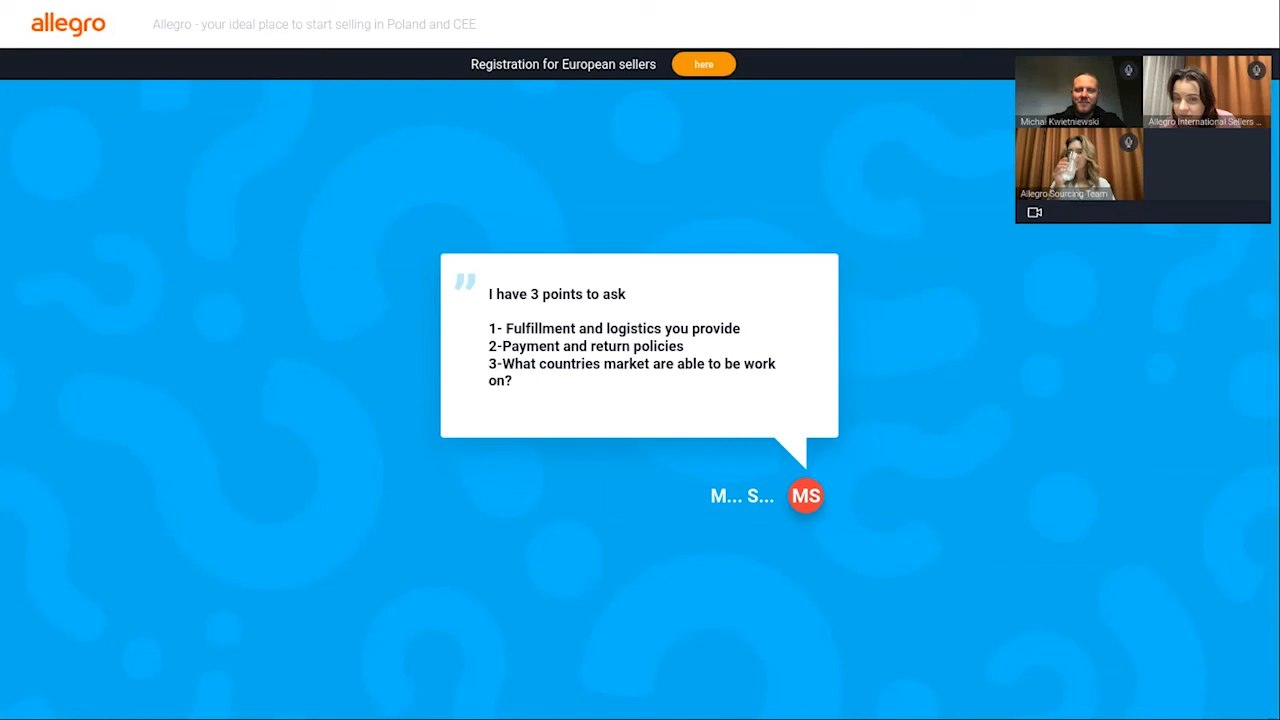 allegro
Allegro - your ideal place to start selling in Poland and CEE
Registration for European sellers
here
Michał Kwietniewski
Allegro International Sellers ...
Allegro Sourcing Team
I have 3 points to ask
1- Fulfillment and logistics you provide
2-Payment and return policies
3-What countries market are able to be work
on?
M... S...
MS